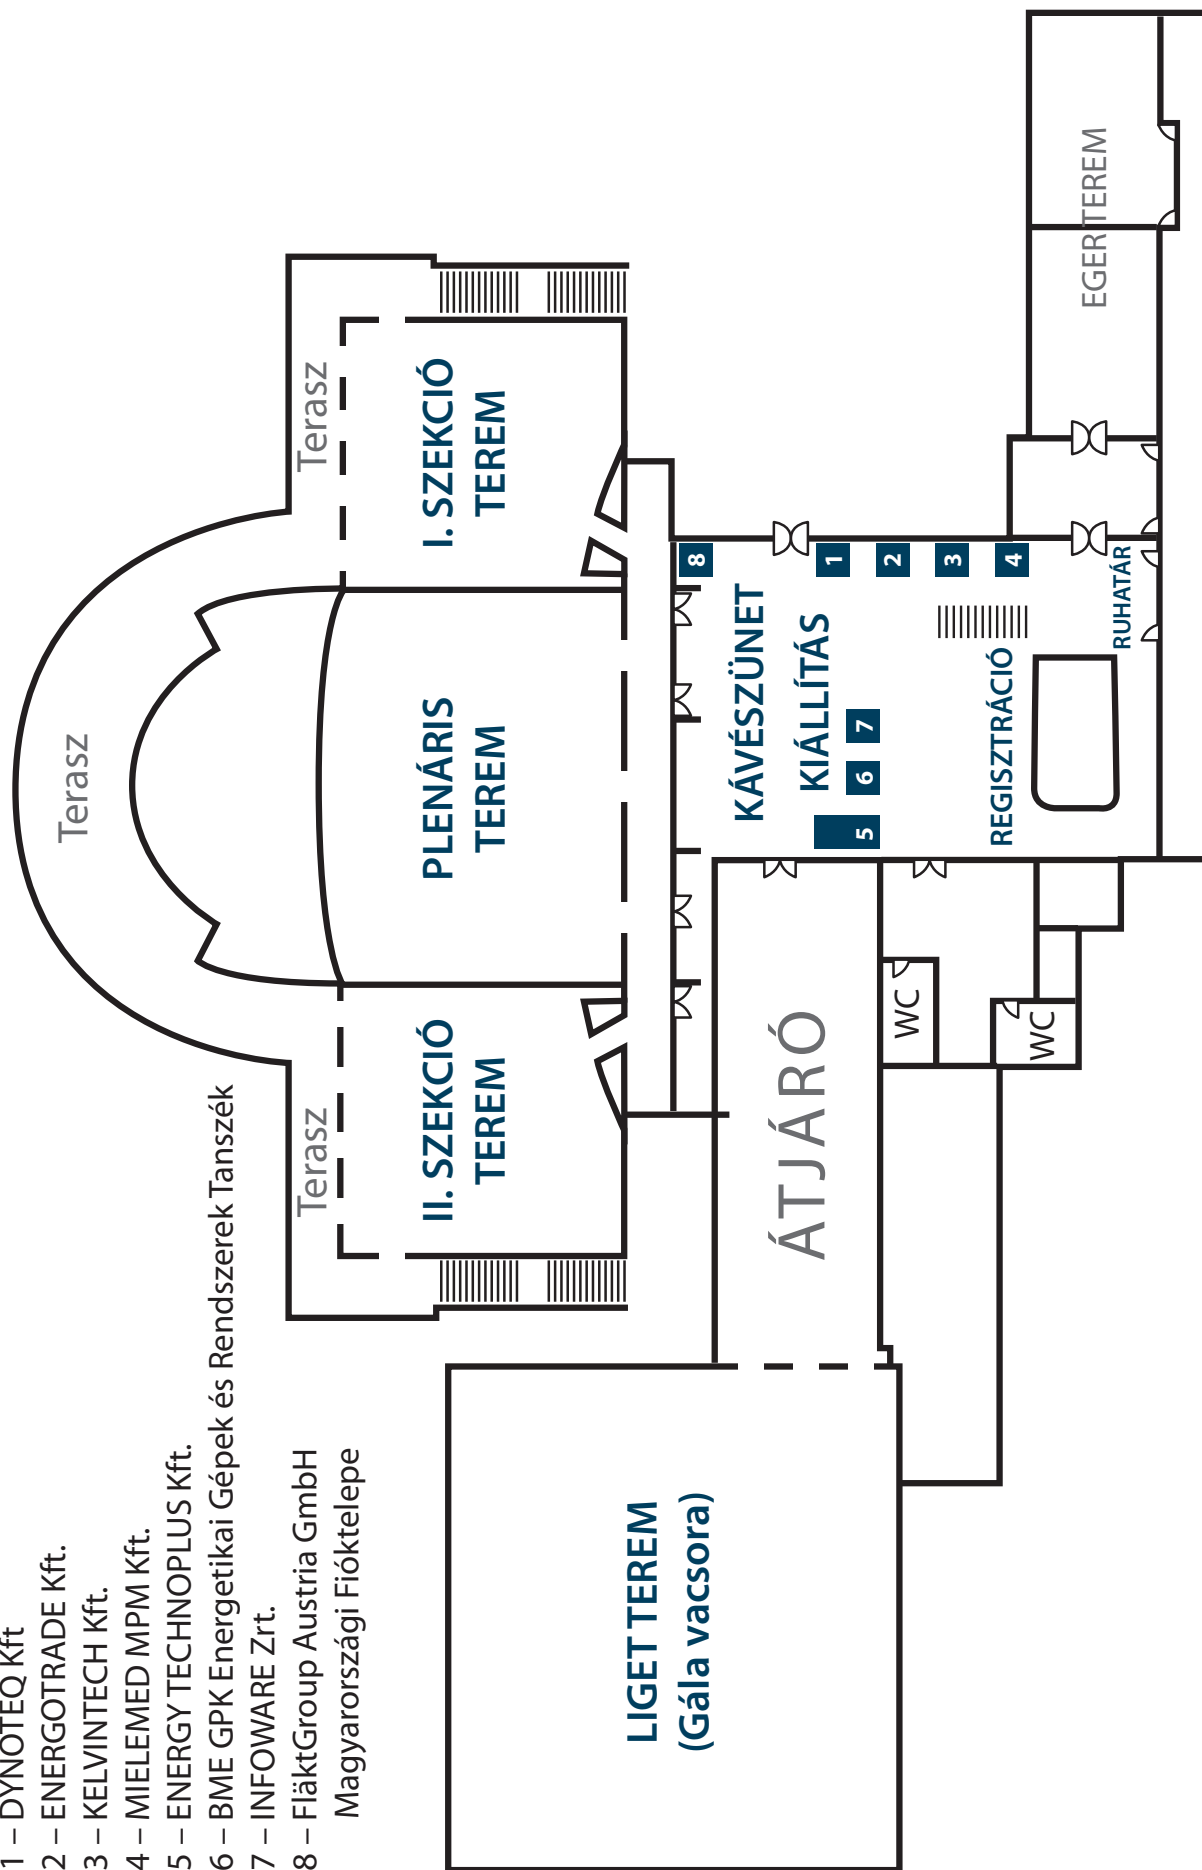 1 – DYNOTEQ Kft
2 – ENERGOTRADE Kft.
3 – KELVINTECH Kft.
4 – MIELEMED MPM Kft.
5 – ENERGY TECHNOPLUS Kft.
6 – BME GPK Energetikai Gépek és Rendszerek Tanszék
7 – INFOWARE Zrt.
8 – FläktGroup Austria GmbH
Magyarországi Fióktelepe
Terasz
Terasz
Terasz
II. SZEKCIÓ
TEREM
PLENÁRIS
TEREM
I. SZEKCIÓ
TEREM
LIGET TEREM
(Gála vacsora)
ÁTJÁRÓ
WC
WC
KÁVÉSZÜNET
KIÁLLÍTÁS
8
1
2
3
4
5
6
7
REGISZTRÁCIÓ
RUHATÁR
EGER TEREM